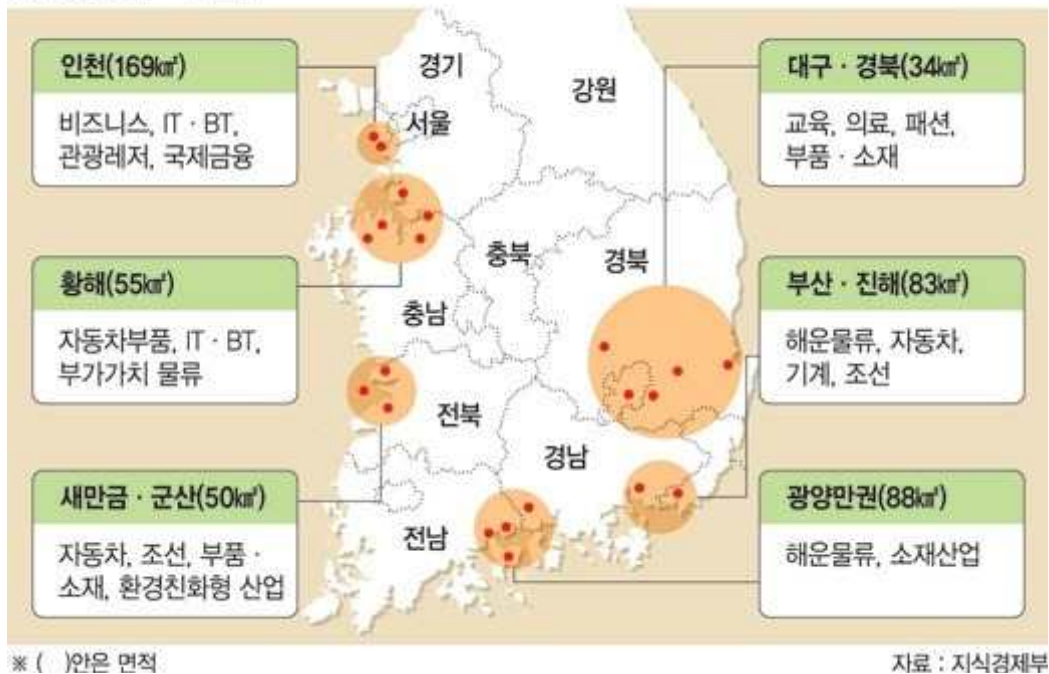 인천(169㎢)
비즈니스, IT · BT,
관광레저, 국제금융
황해(55㎢)
자동차부품, IT · BT,
부가가치 물류
새만금 · 군산(50㎢)
자동차, 조선, 부품 ·
소재, 환경친화형 산업
경기
서울
강원
충북
경북
충남
전북
경남
전남
대구 · 경북(34㎢)
교육, 의료, 패션,
부품 · 소재
부산 · 진해(83㎢)
해운물류, 자동차,
기계, 조선
광양만권(88㎢)
해운물류, 소재산업
※ ( )안은 면적
자료 : 지식경제부